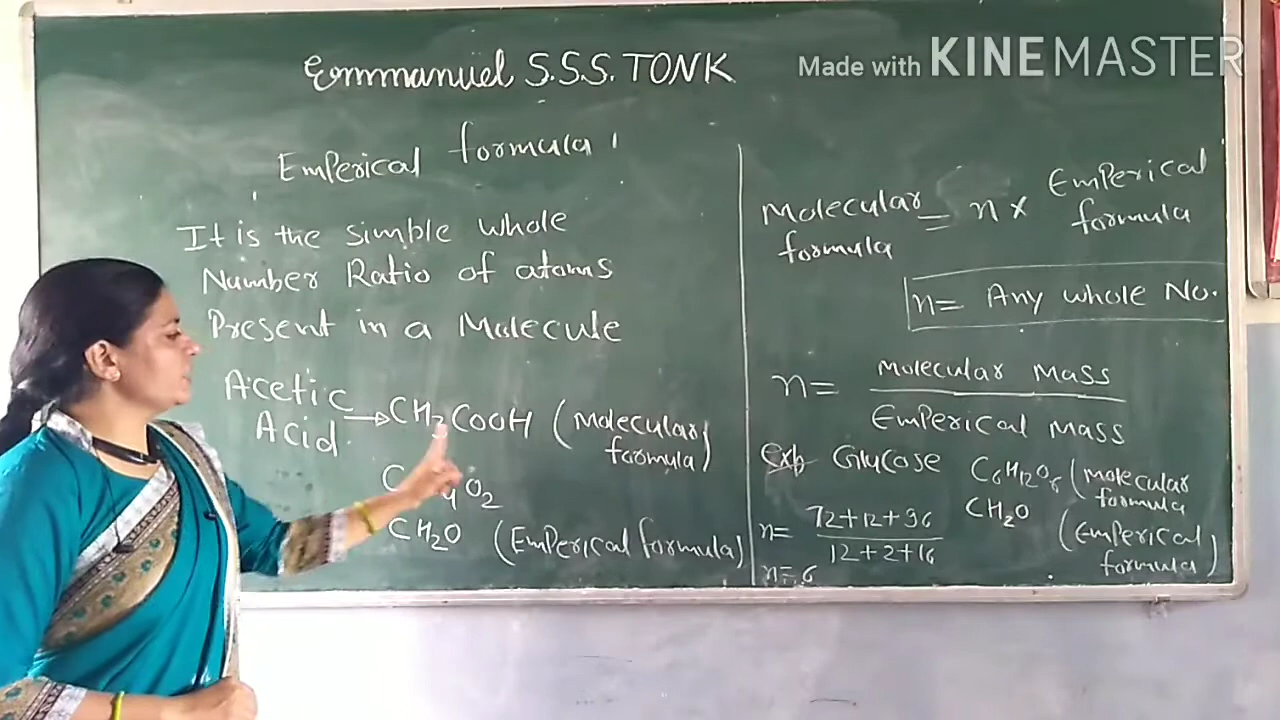 Emmanuel S.S.S. TONK
Made with KINEMASTER
Emperical formula
It is the simple whole
Number Ratio of atoms
Present in a Molecule
Acetic Acid. → CH3COOH (Molecular formula)
C 4O2
CH2O (Emperical formula)
Molecular formula = n × Emperical formula
n = Any whole No.
n = Molecular Mass
Emperical Mass
exp Glucose C6H12O6 (molecular formula
CH2O (Emperical formula)
n = 72+12+96
12+2+16
n = 6